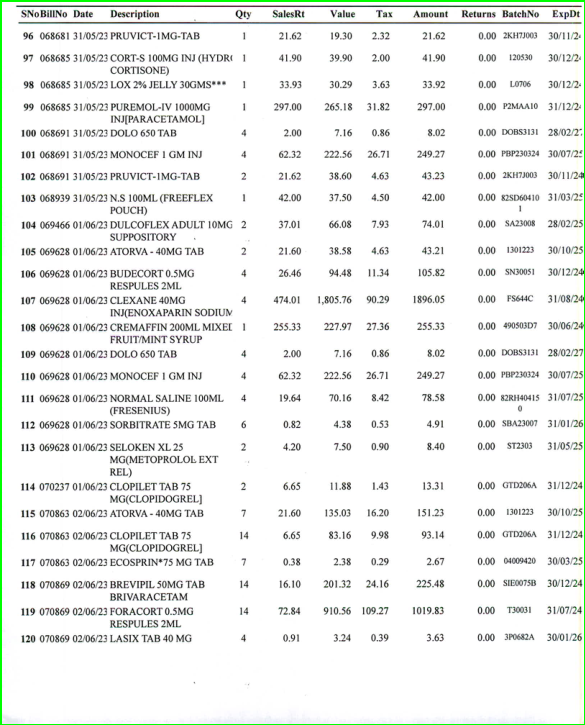 SNo BillNo Date Description Qty SalesRt Value Tax Amount Returns BatchNo ExpDt
96 068681 31/05/23 PRUVICT-1MG-TAB 1 21.62 19.30 2.32 21.62 0.00 2KH7J003 30/11/24
97 068685 31/05/23 CORT-S 100MG INJ (HYDR( 1 41.90 39.90 2.00 41.90 0.00 120530 30/12/24
CORTISONE)
98 068685 31/05/23 LOX 2% JELLY 30GMS*** 1 33.93 30.29 3.63 33.92 0.00 L0706 30/12/24
99 068685 31/05/23 PUREMOL-IV 1000MG 1 297.00 265.18 31.82 297.00 0.00 P2MAA10 31/12/24
INJ[PARACETAMOL]
100 068691 31/05/23 DOLO 650 TAB 4 2.00 7.16 0.86 8.02 0.00 DOBS3131 28/02/27
101 068691 31/05/23 MONOCEF 1 GM INJ 4 62.32 222.56 26.71 249.27 0.00 PBP230324 30/07/25
102 068691 31/05/23 PRUVICT-1MG-TAB 2 21.62 38.60 4.63 43.23 0.00 2KH7J003 30/11/24
103 068939 31/05/23 N.S 100ML (FREEFLEX 1 42.00 37.50 4.50 42.00 0.00 82SD60410 31/03/25
POUCH) 1
104 069466 01/06/23 DULCOFLEX ADULT 10MG 2 37.01 66.08 7.93 74.01 0.00 SA23008 28/02/25
SUPPOSITORY
105 069628 01/06/23 ATORVA - 40MG TAB 2 21.60 38.58 4.63 43.21 0.00 1301223 30/10/25
106 069628 01/06/23 BUDECORT 0.5MG 4 26.46 94.48 11.34 105.82 0.00 SN30051 30/12/24
RESPULES 2ML
107 069628 01/06/23 CLEXANE 40MG 4 474.01 1,805.76 90.29 1896.05 0.00 FS644C 31/08/24
INJ(ENOXAPARIN SODIUM
108 069628 01/06/23 CREMAFFIN 200ML MIXED 1 255.33 227.97 27.36 255.33 0.00 490503D7 30/06/24
FRUIT/MINT SYRUP
109 069628 01/06/23 DOLO 650 TAB 4 2.00 7.16 0.86 8.02 0.00 DOBS3131 28/02/27
110 069628 01/06/23 MONOCEF 1 GM INJ 4 62.32 222.56 26.71 249.27 0.00 PBP230324 30/07/25
111 069628 01/06/23 NORMAL SALINE 100ML 4 19.64 70.16 8.42 78.58 0.00 82RH40415 31/07/25
(FRESENIUS) 0
112 069628 01/06/23 SORBITRATE 5MG TAB 6 0.82 4.38 0.53 4.91 0.00 SBA23007 31/01/26
113 069628 01/06/23 SELOKEN XL 25 2 4.20 7.50 0.90 8.40 0.00 ST2303 31/05/25
MG(METOPROLOL EXT
REL)
114 070237 01/06/23 CLOPILET TAB 75 2 6.65 11.88 1.43 13.31 0.00 GTD206A 31/12/24
MG(CLOPIDOGREL]
115 070863 02/06/23 ATORVA - 40MG TAB 7 21.60 135.03 16.20 151.23 0.00 1301223 30/10/25
116 070863 02/06/23 CLOPILET TAB 75 14 6.65 83.16 9.98 93.14 0.00 GTD206A 31/12/24
MG(CLOPIDOGREL]
117 070863 02/06/23 ECOSPRIN*75 MG TAB 7 0.38 2.38 0.29 2.67 0.00 04009420 30/03/25
118 070869 02/06/23 BREVIPIL 50MG TAB 14 16.10 201.32 24.16 225.48 0.00 SIE0075B 30/12/24
BRIVARACETAM
119 070869 02/06/23 FORACORT 0.5MG 14 72.84 910.56 109.27 1019.83 0.00 T30031 31/07/24
RESPULES 2ML
120 070869 02/06/23 LASIX TAB 40 MG 4 0.91 3.24 0.39 3.63 0.00 3P0682A 30/01/26